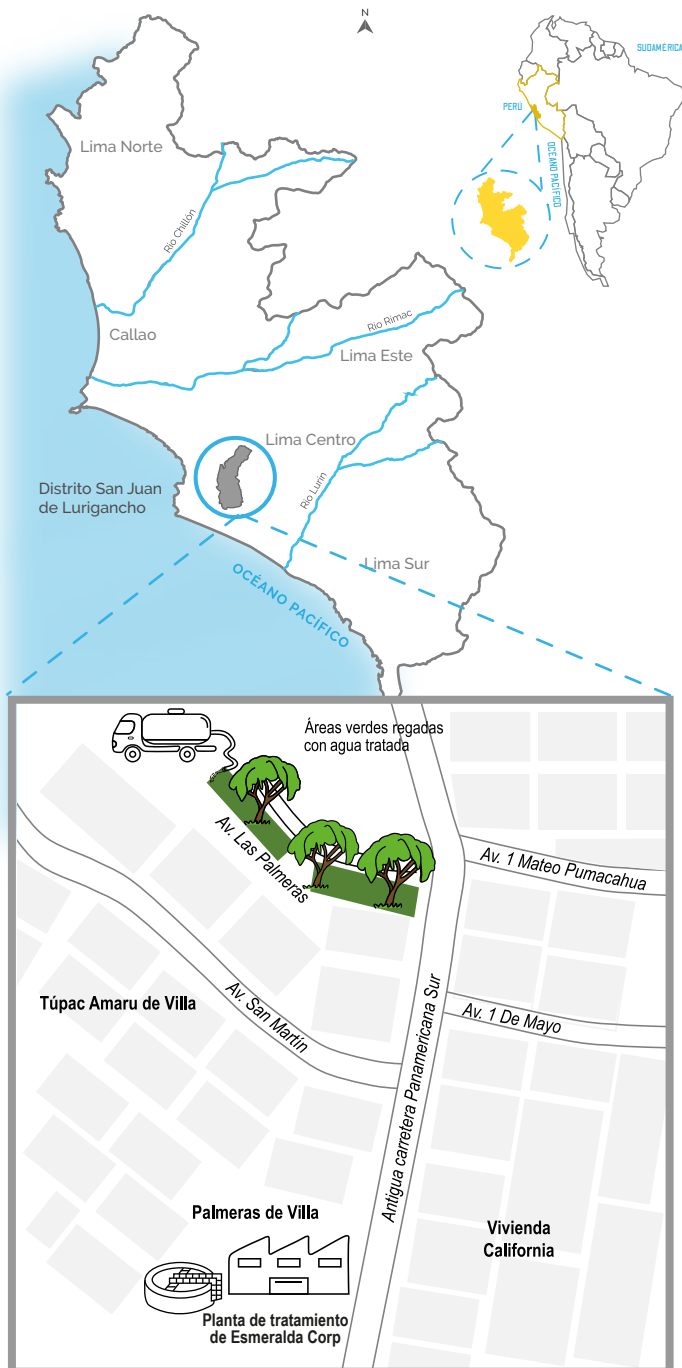 N
SUDAMÉRICA
PERÚ
OCÉANO PACÍFICO
Lima Norte
Río Chillón
Callao
Río Rimac
Lima Este
Lima Centro
Distrito San Juan
de Lurigancho
Río Lurín
Lima Sur
OCÉANO PACÍFICO
Áreas verdes regadas
con agua tratada
Av. Las Palmeras
Av. 1 Mateo Pumacahua
Túpac Amaru de Villa
Av. San Martín
Av. 1 De Mayo
Antigua carretera Panamericana Sur
Palmeras de Villa
Vivienda
California
Planta de tratamiento
de Esmeralda Corp